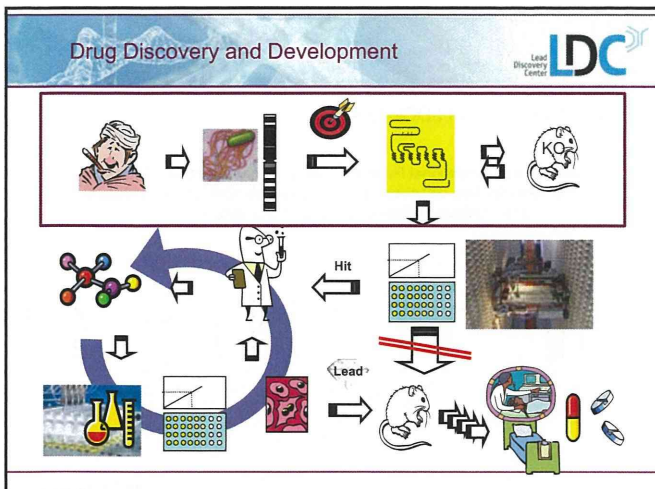 Drug Discovery and Development
Lead
Discovery
Center
LDC
KO
Hit
Lead